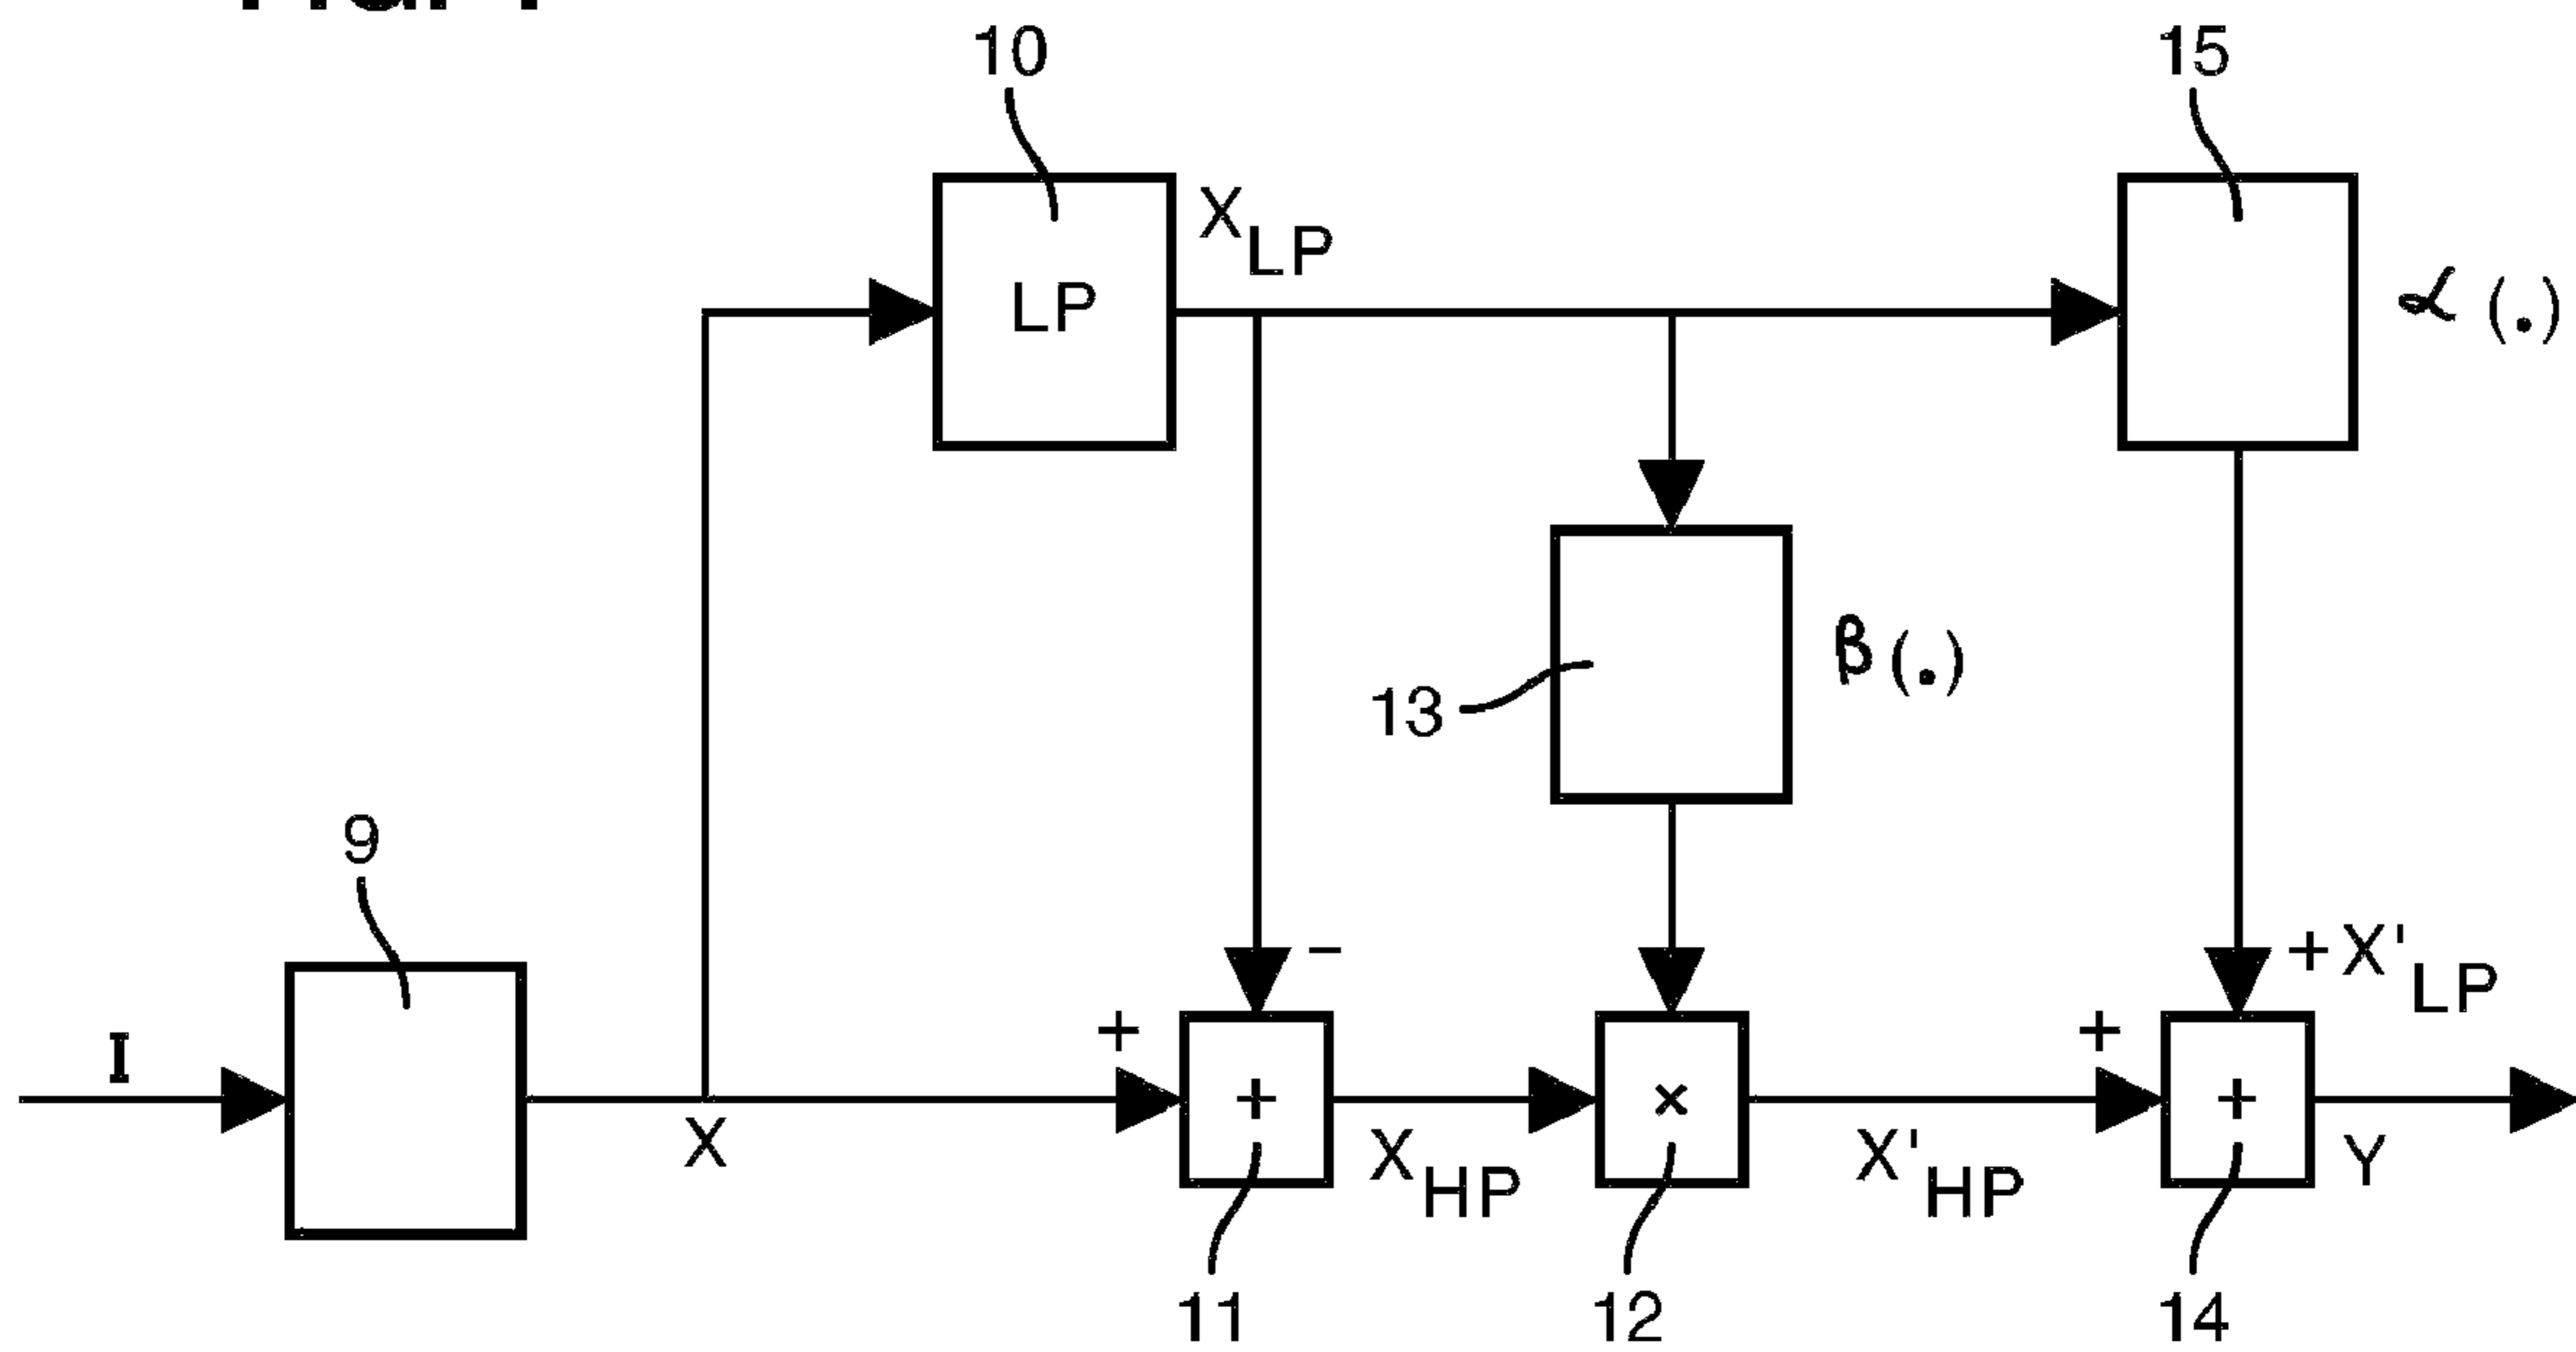 10
15
X_LP
LP
α (.)
β (.)
13
9
I
-
+ X'_LP
+
+
+
×
+
X
X_HP
X'_HP
Y
11
12
14